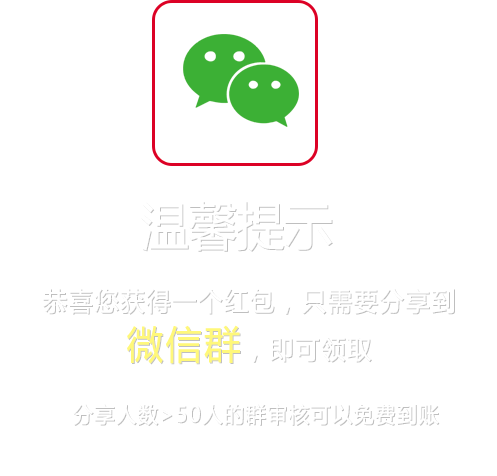 温馨提示
恭喜您获得一个红包，只需要分享到
微信群，即可领取
分享人数>50人的群审核可以免费到账